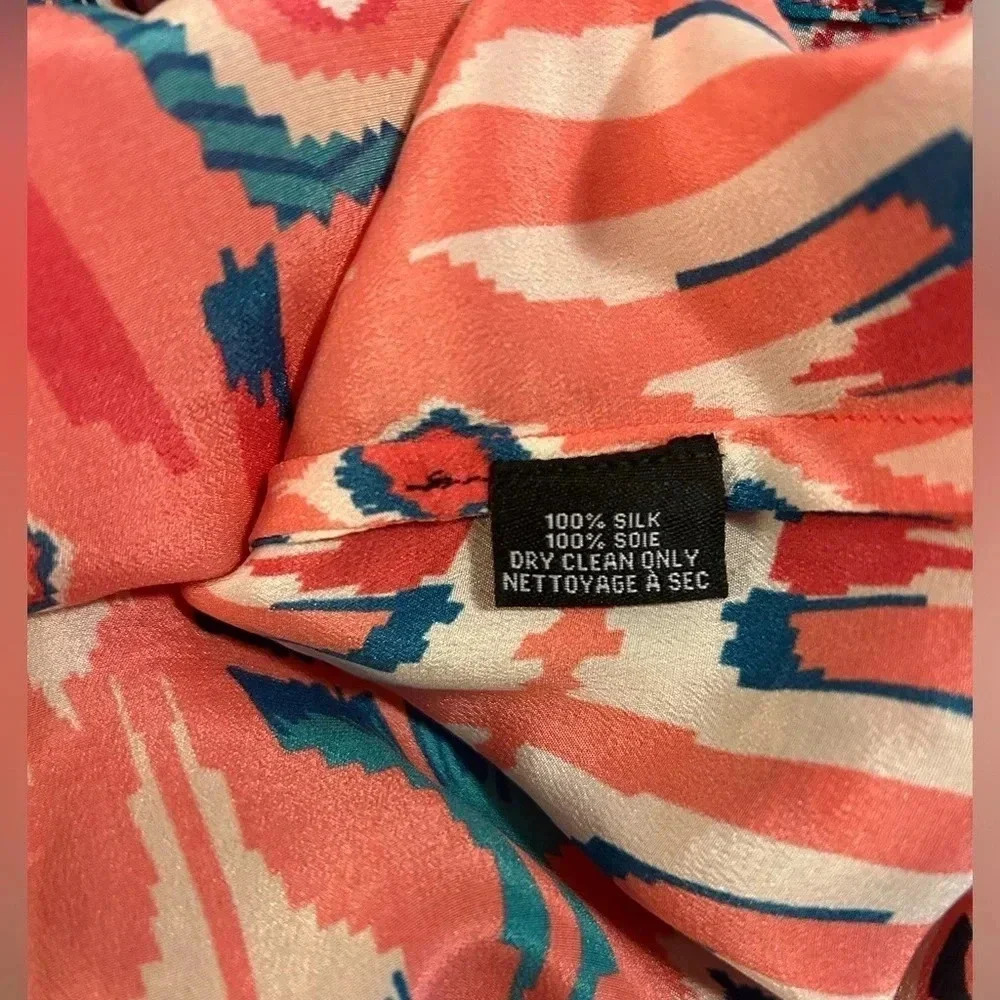 100% SILK
100% SOIE
DRY CLEAN ONLY
NETTOYAGE À SEC